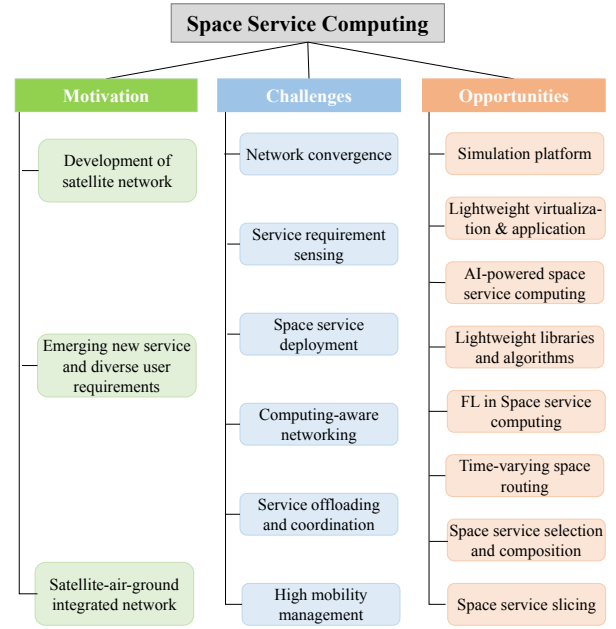 Space Service Computing
Motivation
Development of
satellite network
Emerging new service
and diverse user
requirements
Satellite-air-ground
integrated network
Challenges
Network convergence
Service requirement
sensing
Space service
deployment
Computing-aware
networking
Service offloading
and coordination
High mobility
management
Opportunities
Simulation platform
Lightweight virtualiza-
tion & application
AI-powered space
service computing
Lightweight libraries
and algorithms
FL in Space service
computing
Time-varying space
routing
Space service selection
and composition
Space service slicing